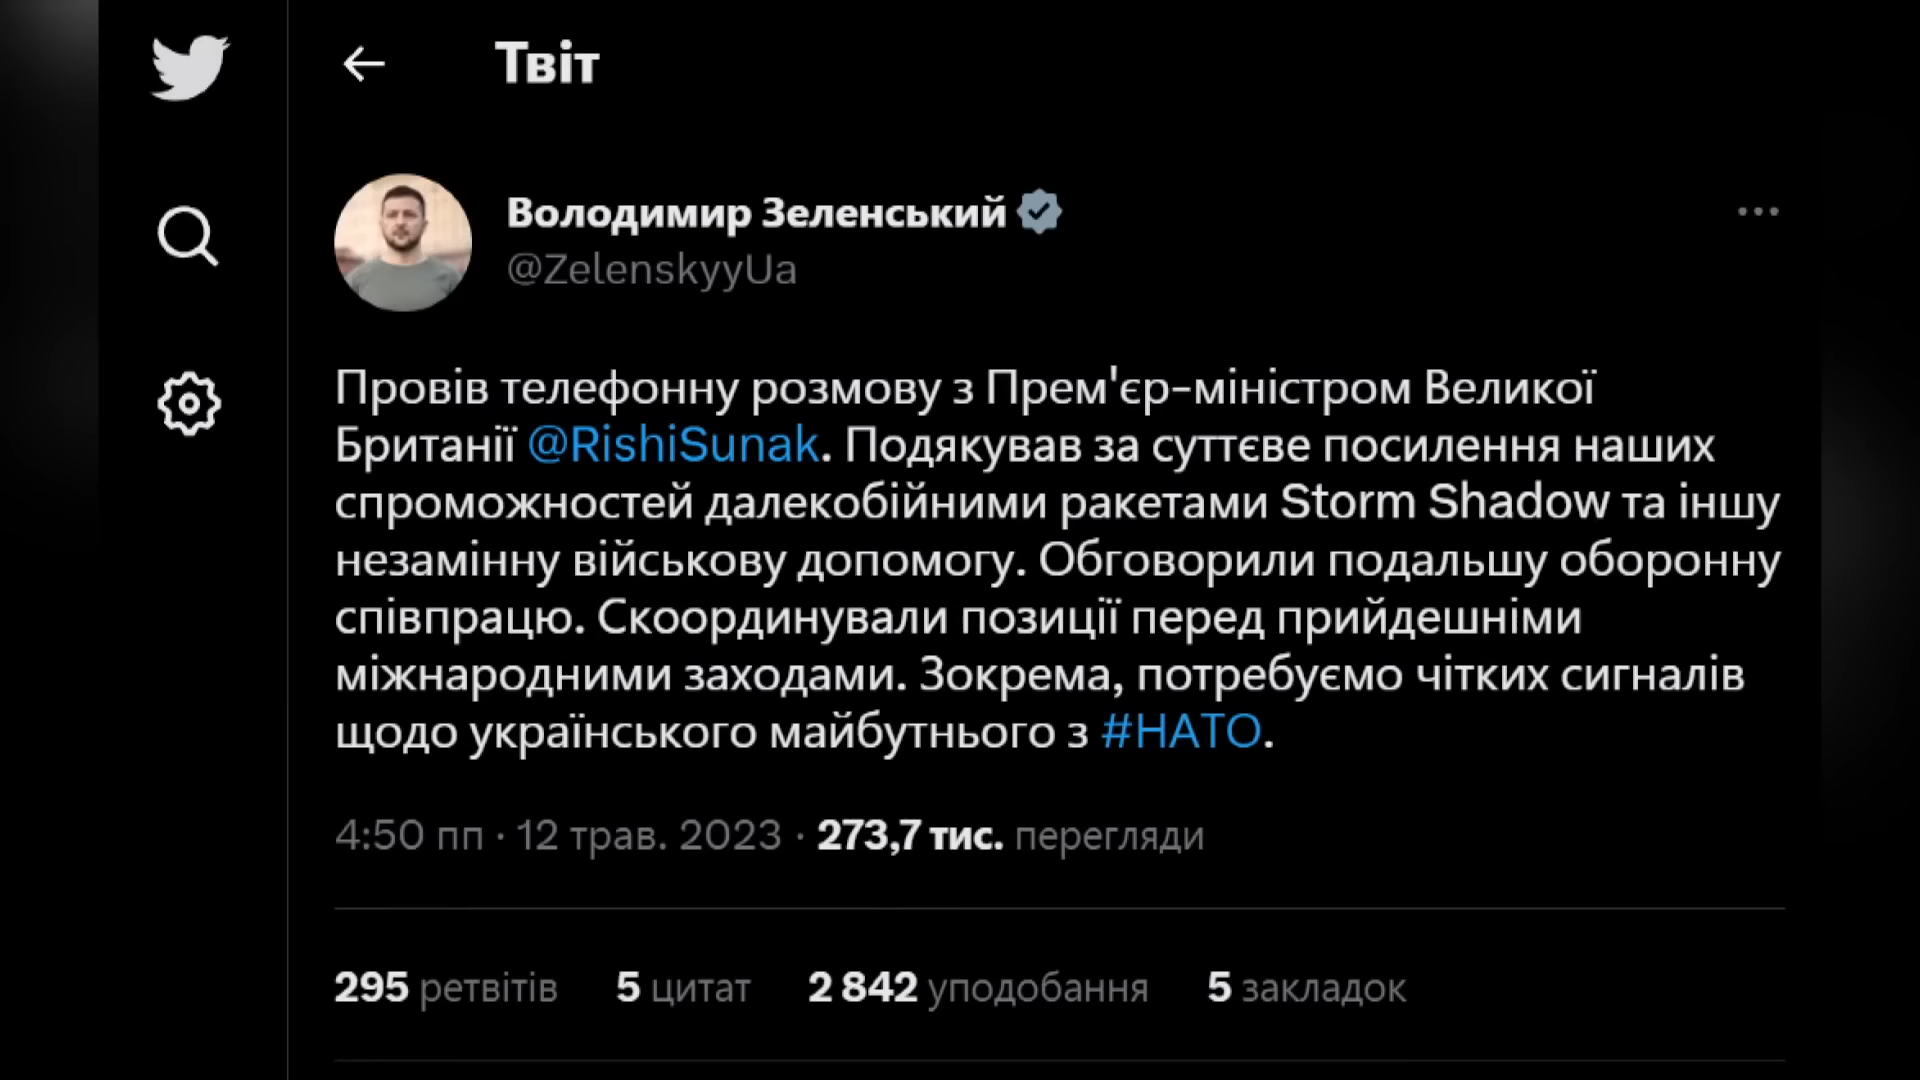 Твіт
Володимир Зеленський
@ZelenskyyUa
Провів телефонну розмову з Прем'єр-міністром Великої
Британії @RishiSunak. Подякував за суттєве посилення наших
спроможностей далекобійними ракетами Storm Shadow та іншу
незамінну військову допомогу. Обговорили подальшу оборонну
співпрацю. Скоординували позиції перед прийдешніми
міжнародними заходами. Зокрема, потребуємо чітких сигналів
щодо українського майбутнього з #НАТО.
4:50 пп · 12 трав. 2023 · 273,7 тис. перегляди
295 ретвітів 5 цитат 2 842 уподобання 5 закладок